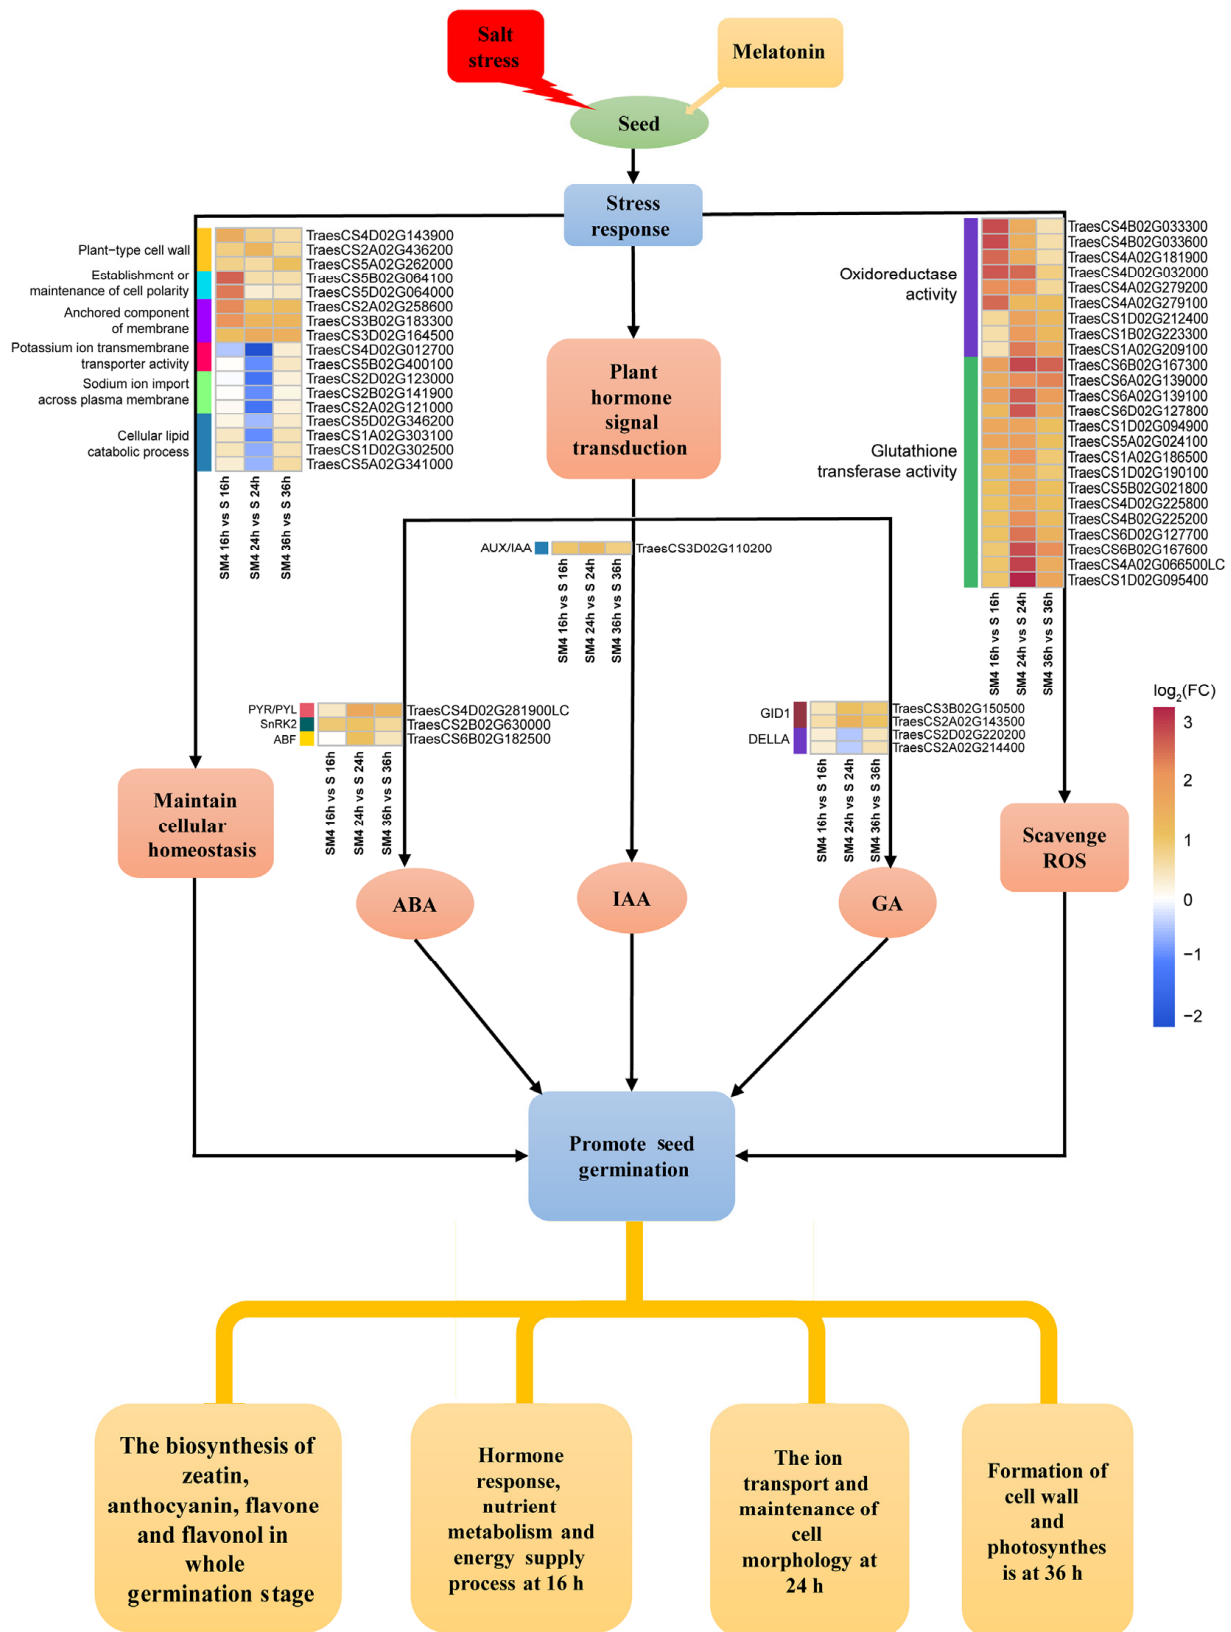 Salt
stress
Melatonin
Seed
Stress
response
Plant-type cell wall
Establishment or
maintenance of cell polarity
Anchored component
of membrane
Potassium ion transmembrane
transporter activity
Sodium ion import
across plasma membrane
Cellular lipid
catabolic process
TraesCS4D02G143900
TraesCS2A02G436200
TraesCS5A02G262000
TraesCS5B02G064100
TraesCS5D02G064000
TraesCS2A02G258600
TraesCS3B02G183300
TraesCS3D02G164500
TraesCS4D02G012700
TraesCS5B02G400100
TraesCS2D02G123000
TraesCS2B02G141900
TraesCS2A02G121000
TraesCS5D02G346200
TraesCS1A02G303100
TraesCS1D02G302500
TraesCS5A02G341000
SM4 16h vs S 16h
SM4 24h vs S 24h
SM4 36h vs S 36h
Plant
hormone
signal
transduction
Oxidoreductase
activity
Glutathione
transferase activity
TraesCS4B02G033300
TraesCS4B02G033600
TraesCS4A02G181900
TraesCS4D02G032000
TraesCS4A02G279200
TraesCS4A02G279100
TraesCS1D02G212400
TraesCS1B02G223300
TraesCS1A02G209100
TraesCS6B02G167300
TraesCS6A02G139000
TraesCS6A02G139100
TraesCS6D02G127800
TraesCS1D02G094900
TraesCS5A02G024100
TraesCS1A02G186500
TraesCS1D02G190100
TraesCS5B02G021800
TraesCS4D02G225800
TraesCS4B02G225200
TraesCS6D02G127700
TraesCS6B02G167600
TraesCS4A02G066500LC
TraesCS1D02G095400
SM4 16h vs S 16h
SM4 24h vs S 24h
SM4 36h vs S 36h
AUX/IAA
TraesCS3D02G110200
SM4 16h vs S 16h
SM4 24h vs S 24h
SM4 36h vs S 36h
PYR/PYL
SnRK2
ABF
TraesCS4D02G281900LC
TraesCS2B02G630000
TraesCS6B02G182500
SM4 16h vs S 16h
SM4 24h vs S 24h
SM4 36h vs S 36h
GID1
DELLA
TraesCS3B02G150500
TraesCS2A02G143500
TraesCS2D02G220200
TraesCS2A02G214400
SM4 16h vs S 16h
SM4 24h vs S 24h
SM4 36h vs S 36h
log2(FC)
3
2
1
0
−1
−2
Maintain
cellular
homeostasis
ABA
IAA
GA
Scavenge
ROS
Promote seed
germination
The biosynthesis of
zeatin,
anthocyanin, flavone
and flavonol in
whole
germination stage
Hormone
response,
nutrient
metabolism and
energy supply
process at 16 h
The ion
transport and
maintenance of
cell
morphology at
24 h
Formation of
cell wall
and
photosynthes
is at 36 h